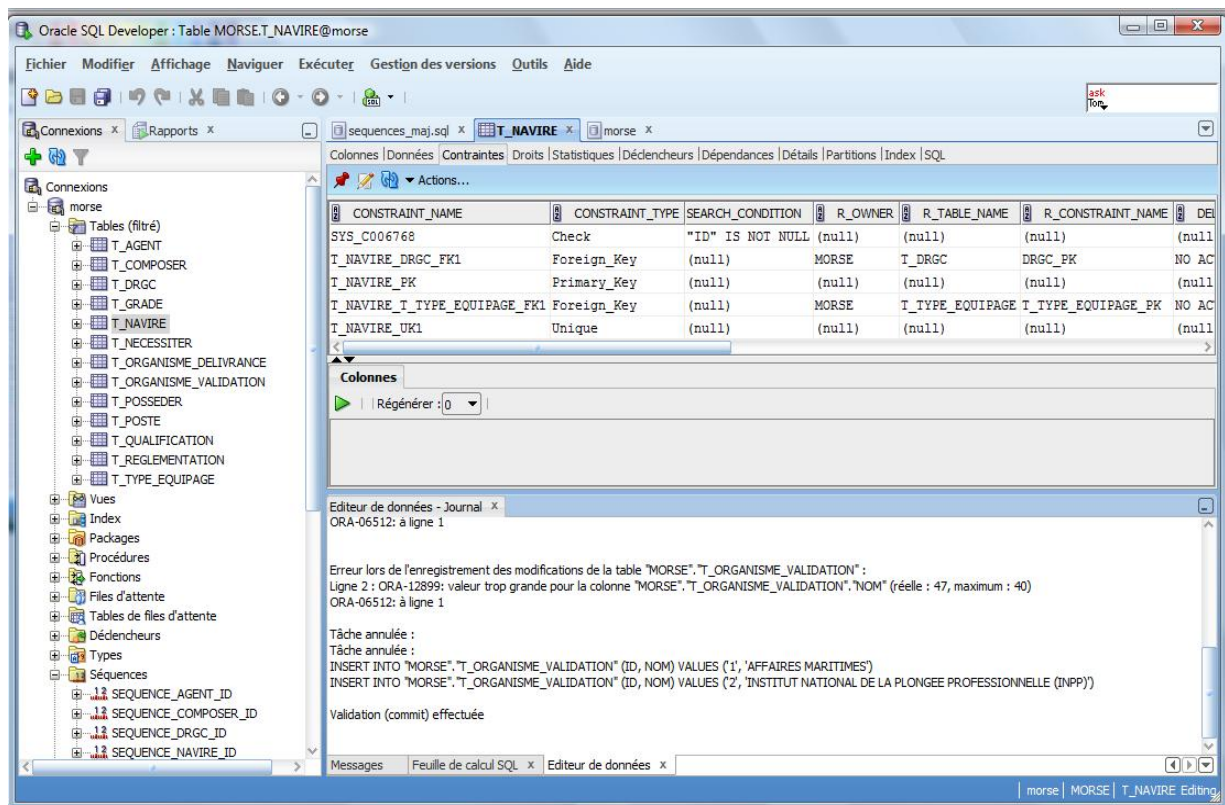 Oracle SQL Developer : Table MORSE.T_NAVIRE@morse
Fichier Modifier Affichage Naviguer Exécuter Gestion des versions Outils Aide
ask
Tom
Connexions x Rapports x
Connexions
morse
Tables (filtré)
T_AGENT
T_COMPOSER
T_DRGC
T_GRADE
T_NAVIRE
T_NECESSITER
T_ORGANISME_DELIVRANCE
T_ORGANISME_VALIDATION
T_POSSEDER
T_POSTE
T_QUALIFICATION
T_REGLEMENTATION
T_TYPE_EQUIPAGE
Vues
Index
Packages
Procédures
Fonctions
Files d'attente
Tables de files d'attente
Déclencheurs
Types
Séquences
SEQUENCE_AGENT_ID
SEQUENCE_COMPOSER_ID
SEQUENCE_DRGC_ID
SEQUENCE_NAVIRE_ID
sequences_maj.sql x T_NAVIRE x morse x
Colonnes |Données Contraintes Droits |Statistiques |Déclencheurs |Dépendances |Détails |Partitions |Index |SQL
Actions...
CONSTRAINT_NAME CONSTRAINT_TYPE SEARCH_CONDITION R_OWNER R_TABLE_NAME R_CONSTRAINT_NAME DEL
SYS_C006768 Check "ID" IS NOT NULL (null) (null) (null) (null
T_NAVIRE_DRGC_FK1 Foreign_Key (null) MORSE T_DRGC DRGC_PK NO AC
T_NAVIRE_PK Primary_Key (null) (null) (null) (null) (null
T_NAVIRE_T_TYPE_EQUIPAGE_FK1 Foreign_Key (null) MORSE T_TYPE_EQUIPAGE T_TYPE_EQUIPAGE_PK NO AC
T_NAVIRE_UK1 Unique (null) (null) (null) (null) (null
Colonnes
Régénérer : 0
Editeur de données - Journal x
ORA-06512: à ligne 1
Erreur lors de l'enregistrement des modifications de la table "MORSE"."T_ORGANISME_VALIDATION" :
Ligne 2 : ORA-12899: valeur trop grande pour la colonne "MORSE"."T_ORGANISME_VALIDATION"."NOM" (réelle : 47, maximum : 40)
ORA-06512: à ligne 1
Tâche annulée :
Tâche annulée :
INSERT INTO "MORSE"."T_ORGANISME_VALIDATION" (ID, NOM) VALUES ('1', 'AFFAIRES MARITIMES')
INSERT INTO "MORSE"."T_ORGANISME_VALIDATION" (ID, NOM) VALUES ('2', 'INSTITUT NATIONAL DE LA PLONGEE PROFESSIONNELLE (INPP)')
Validation (commit) effectuée
Messages Feuille de calcul SQL x Editeur de données x
morse | MORSE | T_NAVIRE Editing